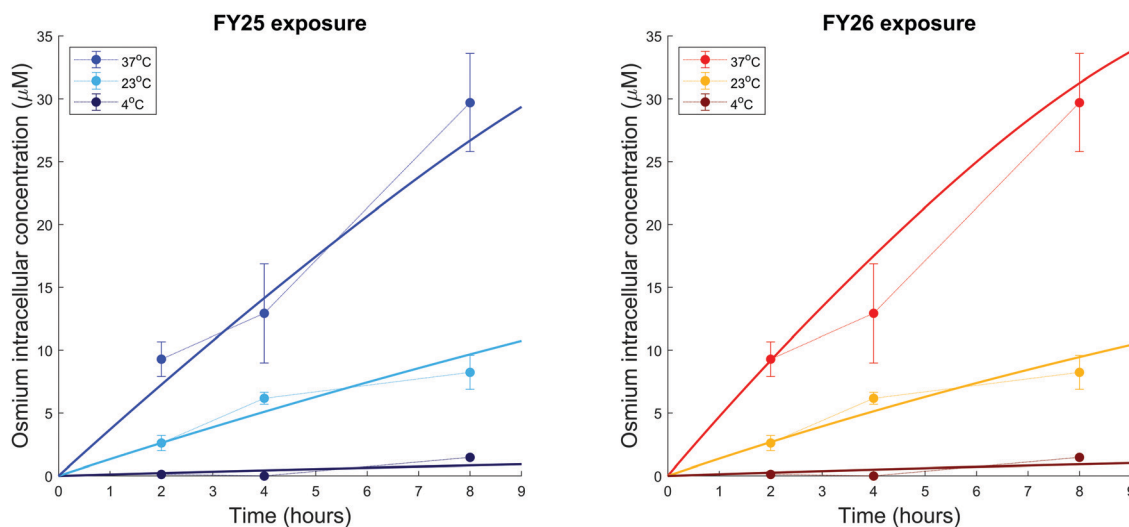 FY25 exposure
Osmium intracellular concentration (μM)
35
30
25
20
15
10
5
0
37°C
23°C
4°C
0 1 2 3 4 5 6 7 8 9
Time (hours)
FY26 exposure
Osmium intracellular concentration (μM)
35
30
25
20
15
10
5
0
37°C
23°C
4°C
0 1 2 3 4 5 6 7 8 9
Time (hours)